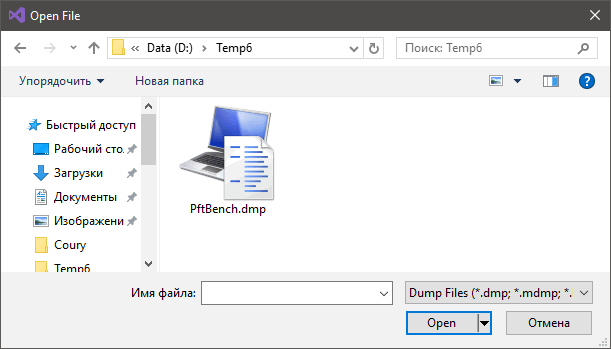 Open File
« Data (D:) › Temp6
Поиск: Temp6
Упорядочить
Новая папка
Быстрый доступ
Рабочий сто.
Загрузки
Документы
Изображени
Coury
Temp6
PftBench.dmp
Имя файла:
Dump Files (*.dmp; *.mdmp; *.
Open
Отмена